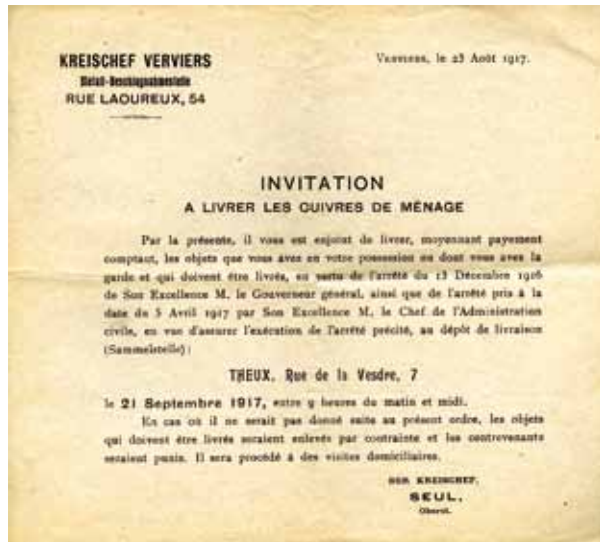 KREISCHEF VERVIERS
Metall-Beschlagnahmestelle
RUE LAOUREUX, 54
VERVIERS, le 23 Août 1917.
INVITATION
A LIVRER LES CUIVRES DE MÉNAGE
Par la présente, il vous est enjoint de livrer, moyennant payement
comptant, les objets que vous avez en votre possession ou dont vous avez la
garde et qui doivent être livrés, en vertu de l'arrêté du 13 Décembre 1916
de Son Excellence M. le Gouverneur général, ainsi que de l'arrêté pris à la
date du 5 Avril 1917 par Son Excellence M. le Chef de l'Administration
civile, en vue d'assurer l'exécution de l'arrêté précité, au dépôt de livraison
(Sammelstelle) :
THEUX, Rue de la Vesdre, 7
le 21 Septembre 1917, entre 9 heures du matin et midi.
En cas où il ne serait pas donné suite au présent ordre, les objets
qui doivent être livrés seraient enlevés par contrainte et les contrevenants
seraient punis. Il sera procédé à des visites domiciliaires.
DER KREISCHEF,
SEUL,
Oberst.